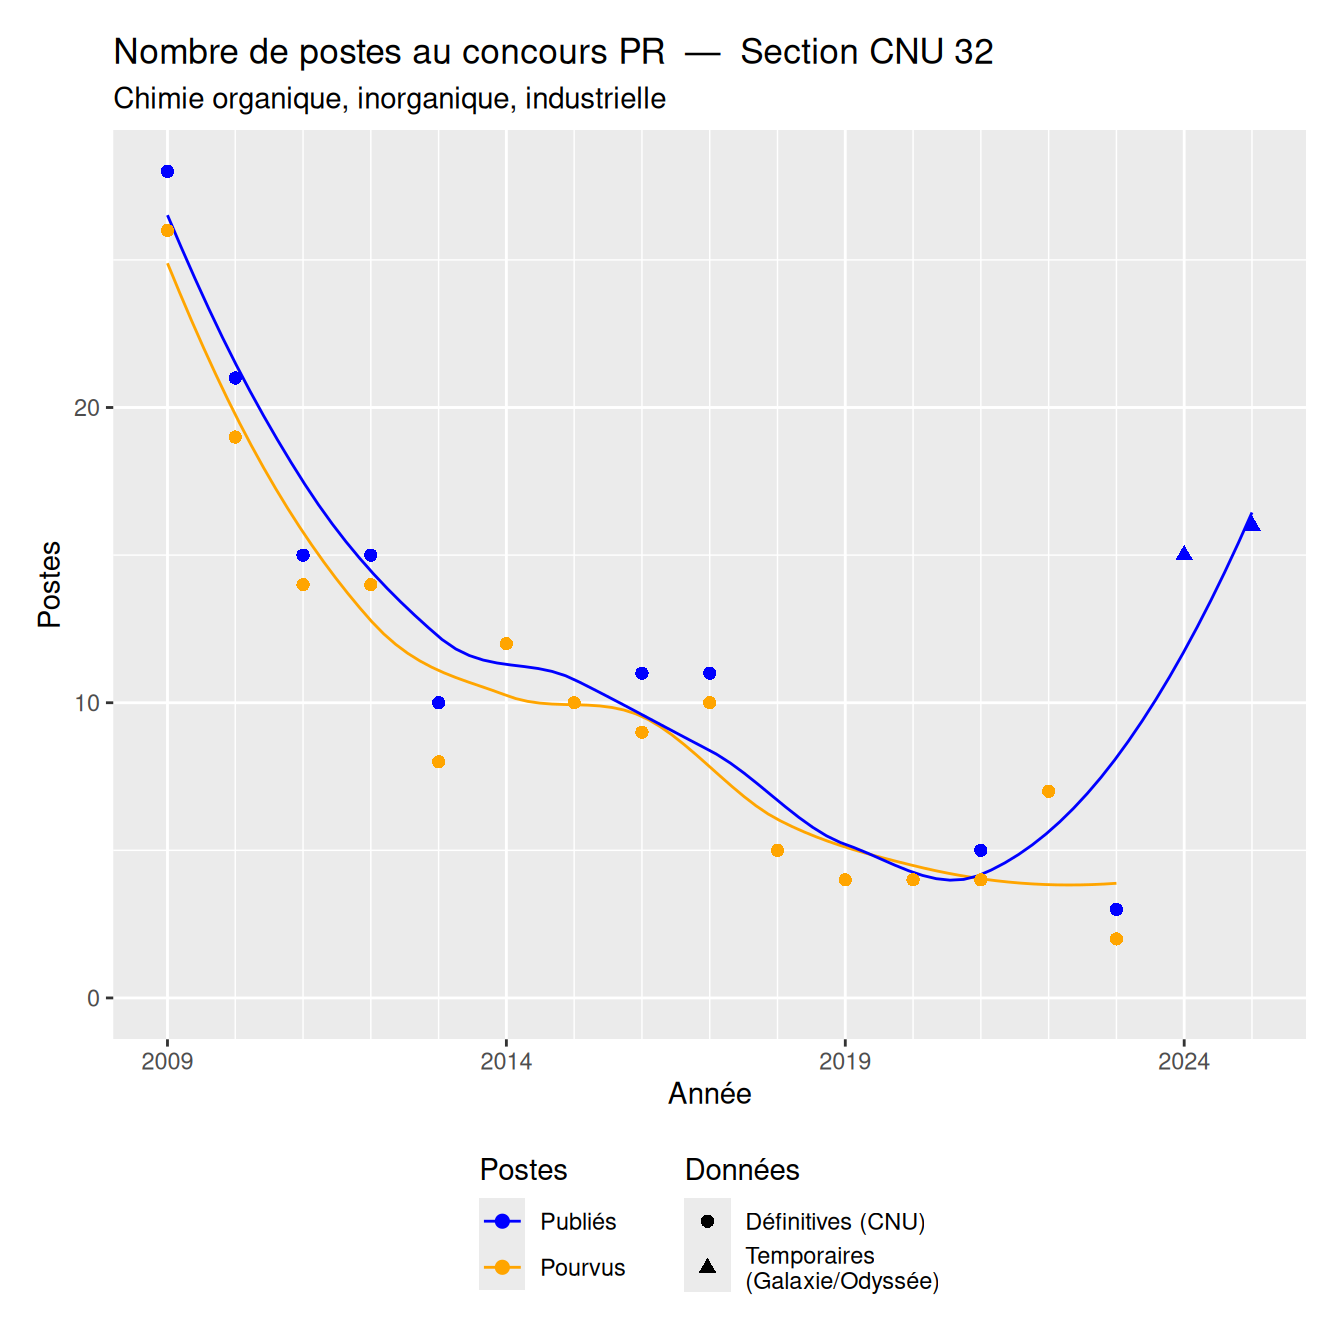 Nombre de postes au concours PR — Section CNU 32
Chimie organique, inorganique, industrielle
Postes
20
10
0
2009 2014 2019 2024
Année
Postes
Publiés
Pourvus
Données
Définitives (CNU)
Temporaires
(Galaxie/Odyssée)